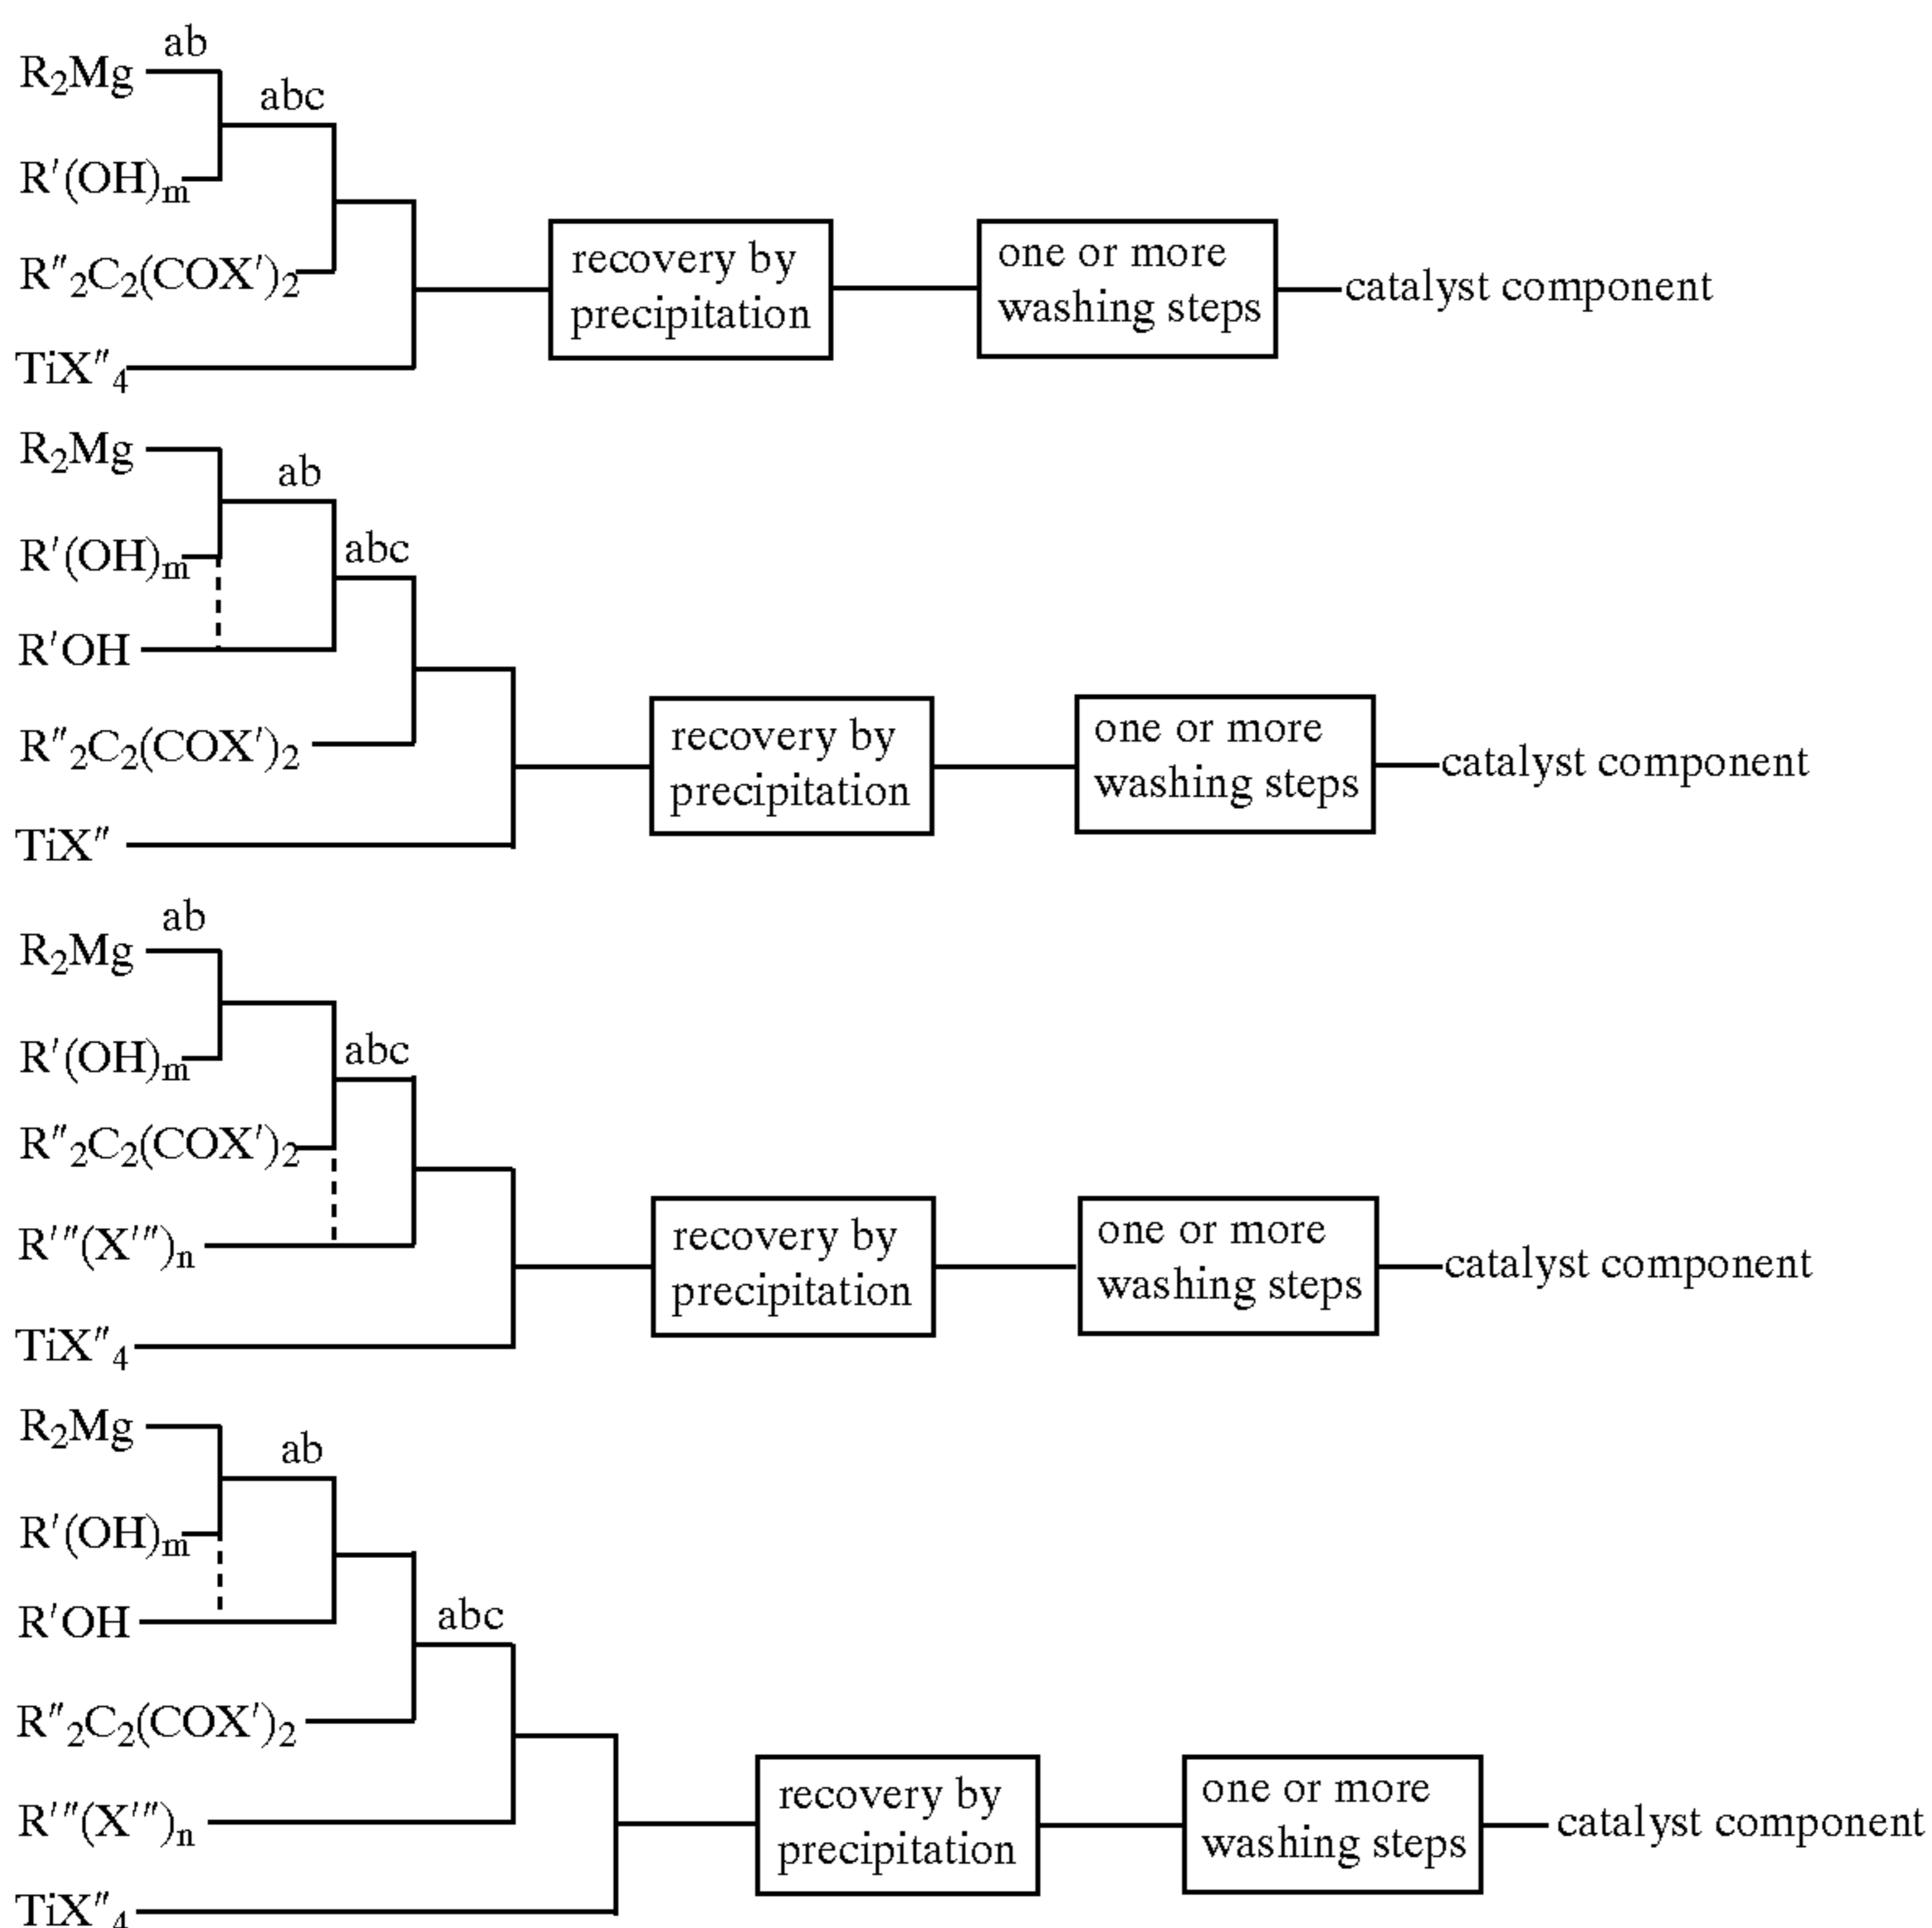 ab
R₂Mg
abc
R′(OH)ₘ
R″₂C₂(COX′)₂
TiX″₄
recovery by
precipitation
one or more
washing steps
catalyst component
R₂Mg
ab
R′(OH)ₘ
abc
R′OH
R″₂C₂(COX′)₂
TiX″
recovery by
precipitation
one or more
washing steps
catalyst component
ab
R₂Mg
R′(OH)ₘ
abc
R″₂C₂(COX′)₂
R′″(X′″)ₙ
TiX″₄
recovery by
precipitation
one or more
washing steps
catalyst component
R₂Mg
ab
R′(OH)ₘ
R′OH
abc
R″₂C₂(COX′)₂
R′″(X′″)ₙ
TiX″₄
recovery by
precipitation
one or more
washing steps
catalyst component